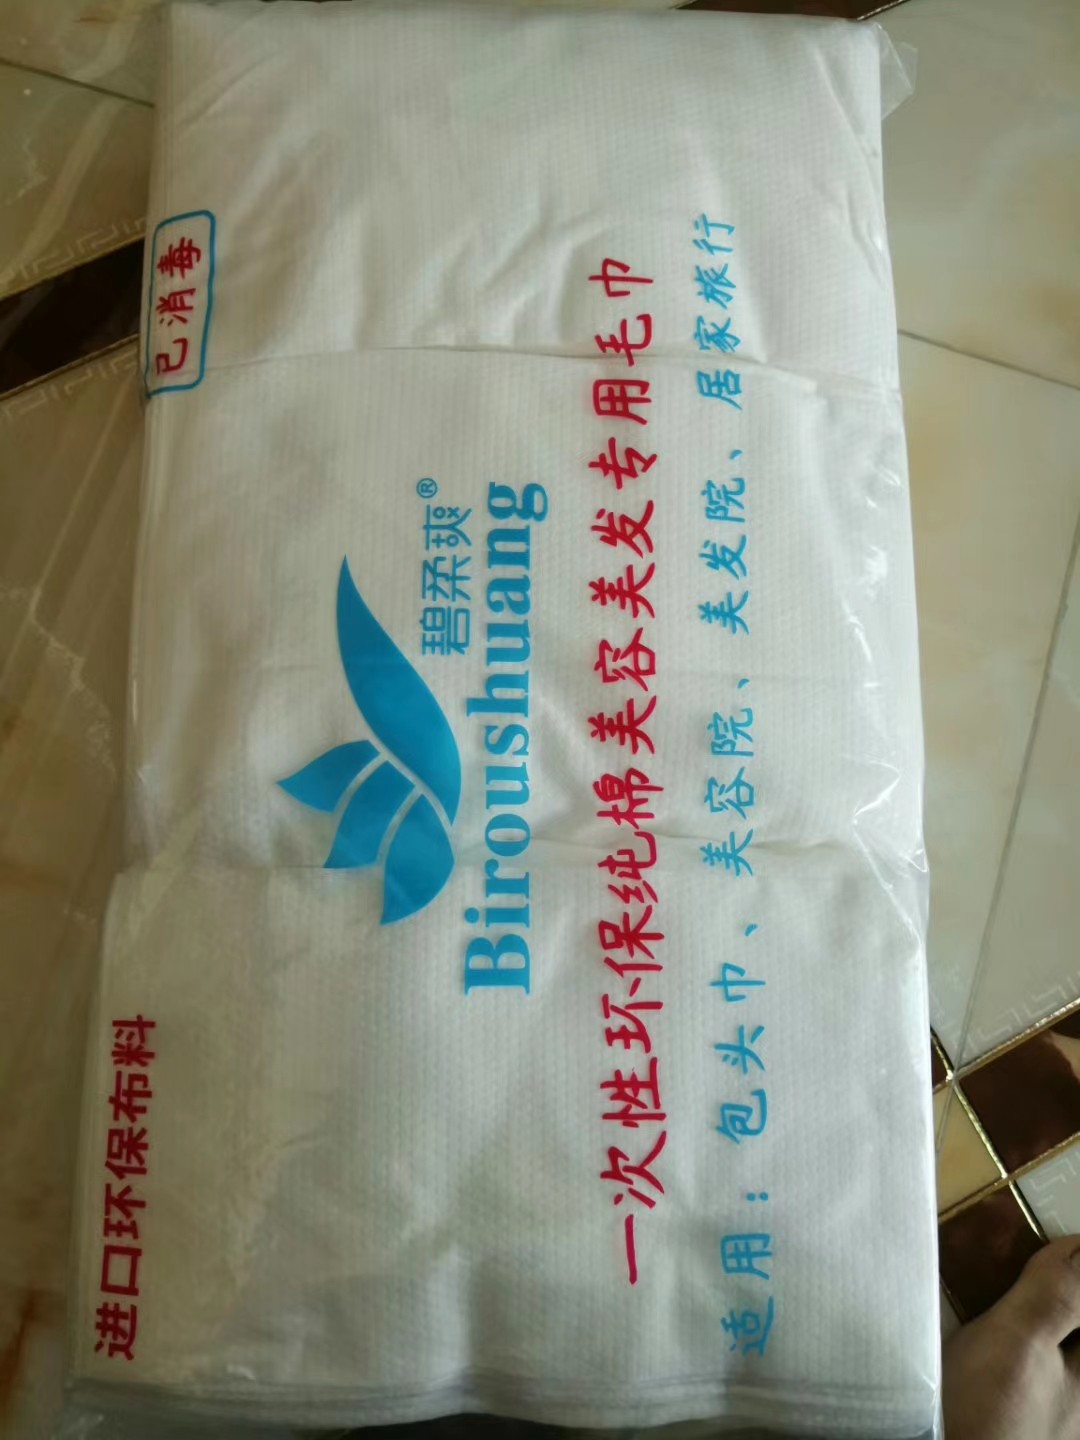 进口环保布料
已消毒
碧柔爽®
Biroushuang
一次性环保纯棉美容美发专用毛巾
适用：包头巾、美容院、美发院、居家旅行